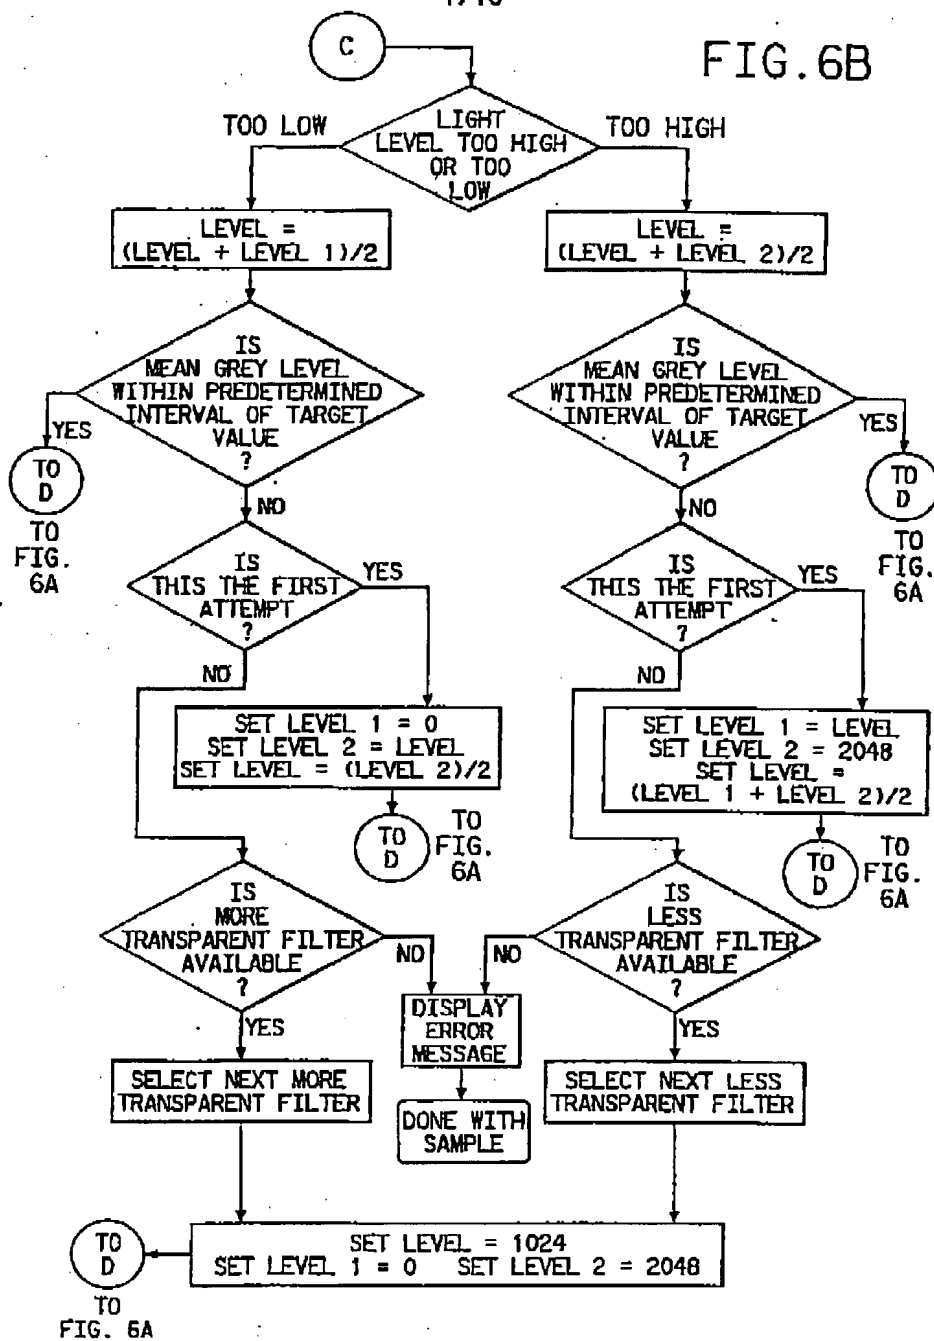 C
FIG.6B
LIGHT
LEVEL TOO HIGH
OR TOO
LOW
TOO LOW
TOO HIGH
LEVEL =
(LEVEL + LEVEL 1)/2
LEVEL =
(LEVEL + LEVEL 2)/2
IS
MEAN GREY LEVEL
WITHIN PREDETERMINED
INTERVAL OF TARGET
VALUE
?
IS
MEAN GREY LEVEL
WITHIN PREDETERMINED
INTERVAL OF TARGET
VALUE
?
YES
TO
D
TO
FIG.
6A
YES
TO
D
TO
FIG.
6A
NO
NO
IS
THIS THE FIRST
ATTEMPT
?
YES
IS
THIS THE FIRST
ATTEMPT
?
YES
NO
NO
SET LEVEL 1 = 0
SET LEVEL 2 = LEVEL
SET LEVEL = (LEVEL 2)/2
SET LEVEL 1 = LEVEL
SET LEVEL 2 = 2048
SET LEVEL =
(LEVEL 1 + LEVEL 2)/2
TO
D
TO
FIG.
6A
TO
D
TO
FIG.
6A
IS
MORE
TRANSPARENT FILTER
AVAILABLE
?
NO
IS
LESS
TRANSPARENT FILTER
AVAILABLE
?
NO
DISPLAY
ERROR
MESSAGE
YES
YES
SELECT NEXT MORE
TRANSPARENT FILTER
SELECT NEXT LESS
TRANSPARENT FILTER
DONE WITH
SAMPLE
SET LEVEL = 1024
SET LEVEL 1 = 0 SET LEVEL 2 = 2048
TO
D
TO
FIG. 6A